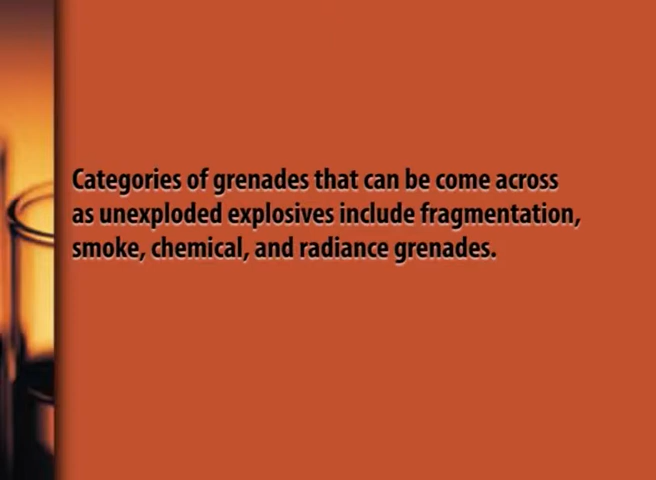 Categories of grenades that can be come across
as unexploded explosives include fragmentation,
smoke, chemical, and radiance grenades.